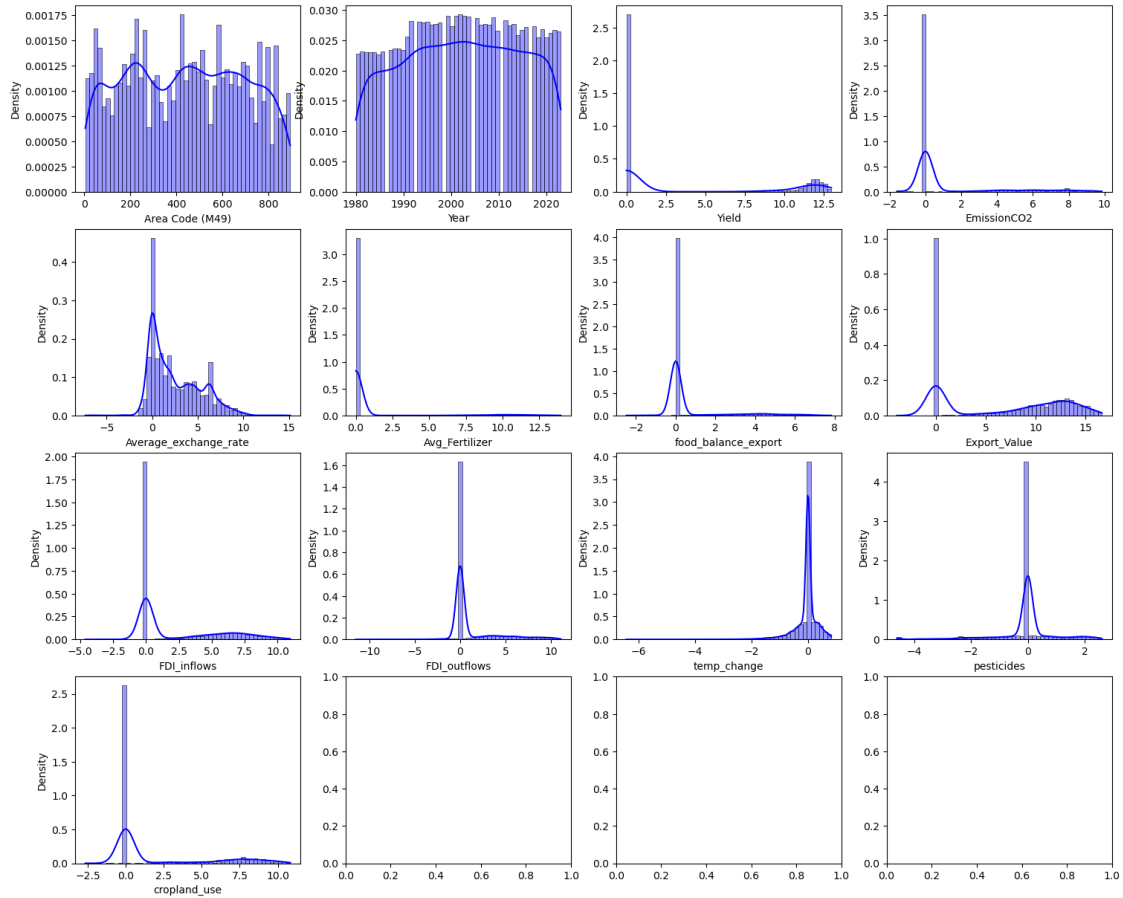 0.00175
0.00150
0.00125
0.00100
0.00075
0.00050
0.00025
0.00000
Density
0 200 400 600 800
Area Code (M49)
0.030
0.025
0.020
0.015
0.010
0.005
0.000
Density
1980 1990 2000 2010 2020
Year
2.5
2.0
1.5
1.0
0.5
0.0
Density
0.0 2.5 5.0 7.5 10.0 12.5
Yield
3.5
3.0
2.5
2.0
1.5
1.0
0.5
0.0
Density
−2 0 2 4 6 8 10
EmissionCO2
0.4
0.3
0.2
0.1
0.0
Density
−5 0 5 10 15
Average_exchange_rate
3.0
2.5
2.0
1.5
1.0
0.5
0.0
Density
0.0 2.5 5.0 7.5 10.0 12.5
Avg_Fertilizer
4.0
3.5
3.0
2.5
2.0
1.5
1.0
0.5
0.0
Density
−2 0 2 4 6 8
food_balance_export
1.0
0.8
0.6
0.4
0.2
0.0
Density
0 5 10 15
Export_Value
2.00
1.75
1.50
1.25
1.00
0.75
0.50
0.25
0.00
Density
−5.0 −2.5 0.0 2.5 5.0 7.5 10.0
FDI_inflows
1.6
1.4
1.2
1.0
0.8
0.6
0.4
0.2
0.0
Density
−10 −5 0 5 10
FDI_outflows
4.0
3.5
3.0
2.5
2.0
1.5
1.0
0.5
0.0
Density
−6 −4 −2 0
temp_change
4
3
2
1
0
Density
−4 −2 0 2
pesticides
2.5
2.0
1.5
1.0
0.5
0.0
Density
−2.5 0.0 2.5 5.0 7.5 10.0
cropland_use
1.0
0.8
0.6
0.4
0.2
0.0
0.0 0.2 0.4 0.6 0.8 1.0
1.0
0.8
0.6
0.4
0.2
0.0
0.0 0.2 0.4 0.6 0.8 1.0
1.0
0.8
0.6
0.4
0.2
0.0
0.0 0.2 0.4 0.6 0.8 1.0